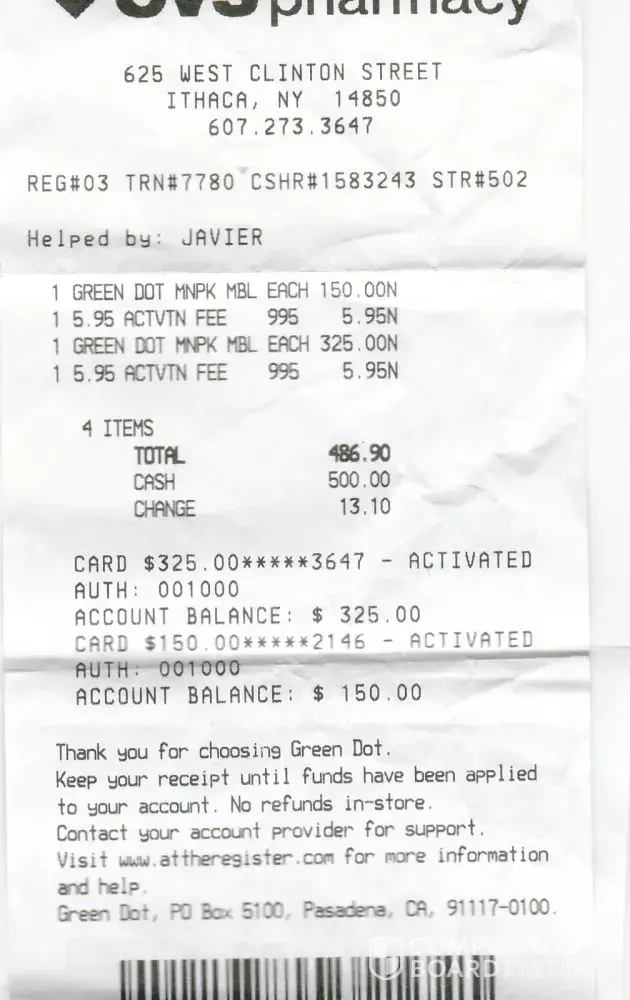 CVS pharmacy
625 WEST CLINTON STREET
ITHACA, NY 14850
607.273.3647
REG#03 TRN#7780 CSHR#1583243 STR#502
Helped by: JAVIER
1 GREEN DOT MNPK MBL EACH 150.00N
1 5.95 ACTVTN FEE 995 5.95N
1 GREEN DOT MNPK MBL EACH 325.00N
1 5.95 ACTVTN FEE 995 5.95N
4 ITEMS
TOTAL 486.90
CASH 500.00
CHANGE 13.10
CARD $325.00*****3647 - ACTIVATED
AUTH: 001000
ACCOUNT BALANCE: $ 325.00
CARD $150.00*****2146 - ACTIVATED
AUTH: 001000
ACCOUNT BALANCE: $ 150.00
Thank you for choosing Green Dot.
Keep your receipt until funds have been applied
to your account. No refunds in-store.
Contact your account provider for support.
Visit www.attheregister.com for more information
and help.
Green Dot, PO Box 5100, Pasadena, CA, 91117-0100.
BOARD